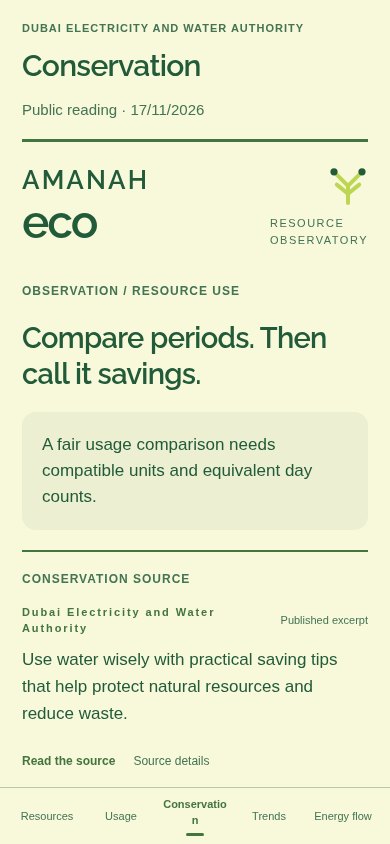 DUBAI ELECTRICITY AND WATER AUTHORITY
Conservation
Public reading · 17/11/2026
AMANAH
eco
RESOURCE
OBSERVATORY
OBSERVATION / RESOURCE USE
Compare periods. Then
call it savings.
A fair usage comparison needs
compatible units and equivalent day
counts.
CONSERVATION SOURCE
Dubai Electricity and Water
Authority
Published excerpt
Use water wisely with practical saving tips
that help protect natural resources and
reduce waste.
Read the source Source details
Resources Usage Conservatio
n Trends Energy flow